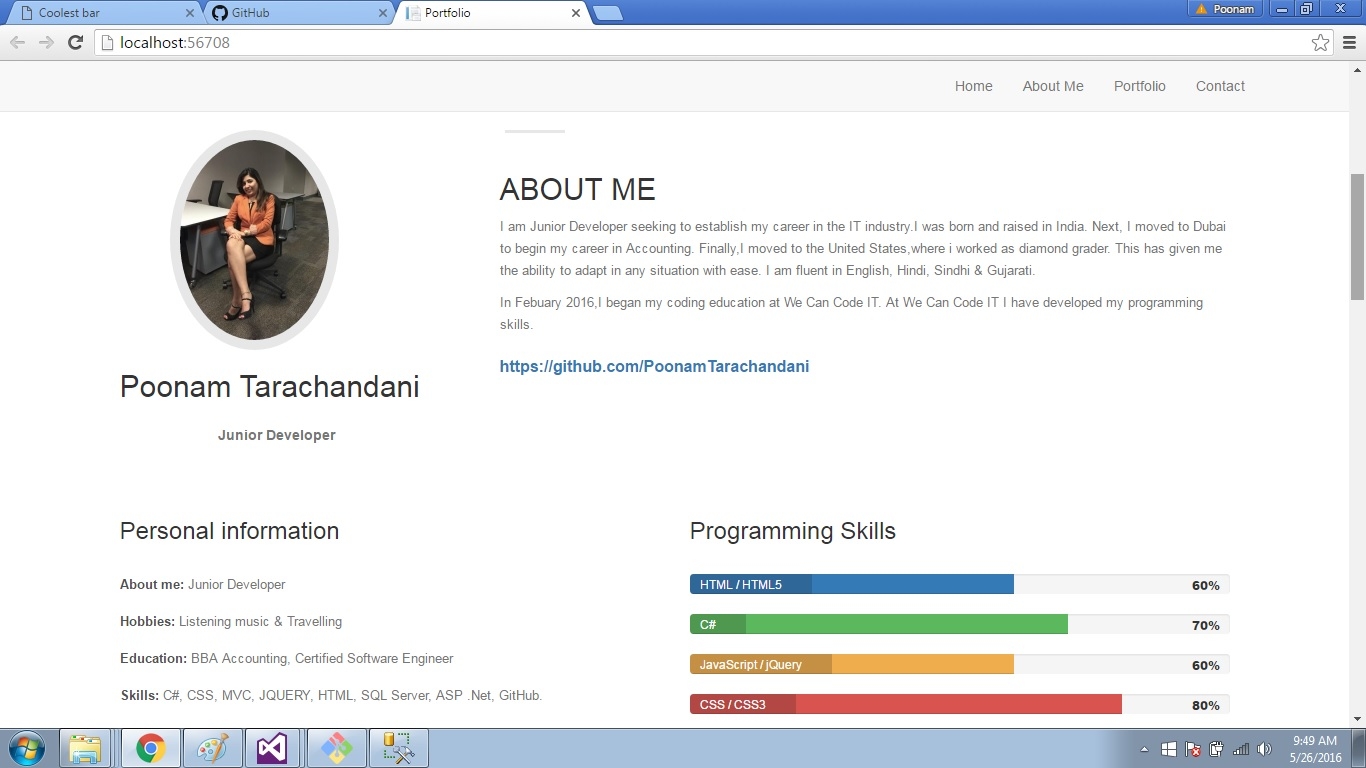 Coolest bar
GitHub
Portfolio
Poonam
localhost:56708
Home
About Me
Portfolio
Contact
ABOUT ME
I am Junior Developer seeking to establish my career in the IT industry.I was born and raised in India. Next, I moved to Dubai
to begin my career in Accounting. Finally,I moved to the United States,where i worked as diamond grader. This has given me
the ability to adapt in any situation with ease. I am fluent in English, Hindi, Sindhi & Gujarati.
In Febuary 2016,I began my coding education at We Can Code IT. At We Can Code IT I have developed my programming
skills.
https://github.com/PoonamTarachandani
Poonam Tarachandani
Junior Developer
Personal information
About me: Junior Developer
Hobbies: Listening music & Travelling
Education: BBA Accounting, Certified Software Engineer
Skills: C#, CSS, MVC, JQUERY, HTML, SQL Server, ASP .Net, GitHub.
Programming Skills
HTML / HTML5 60%
C# 70%
JavaScript / jQuery 60%
CSS / CSS3 80%
9:49 AM
5/26/2016